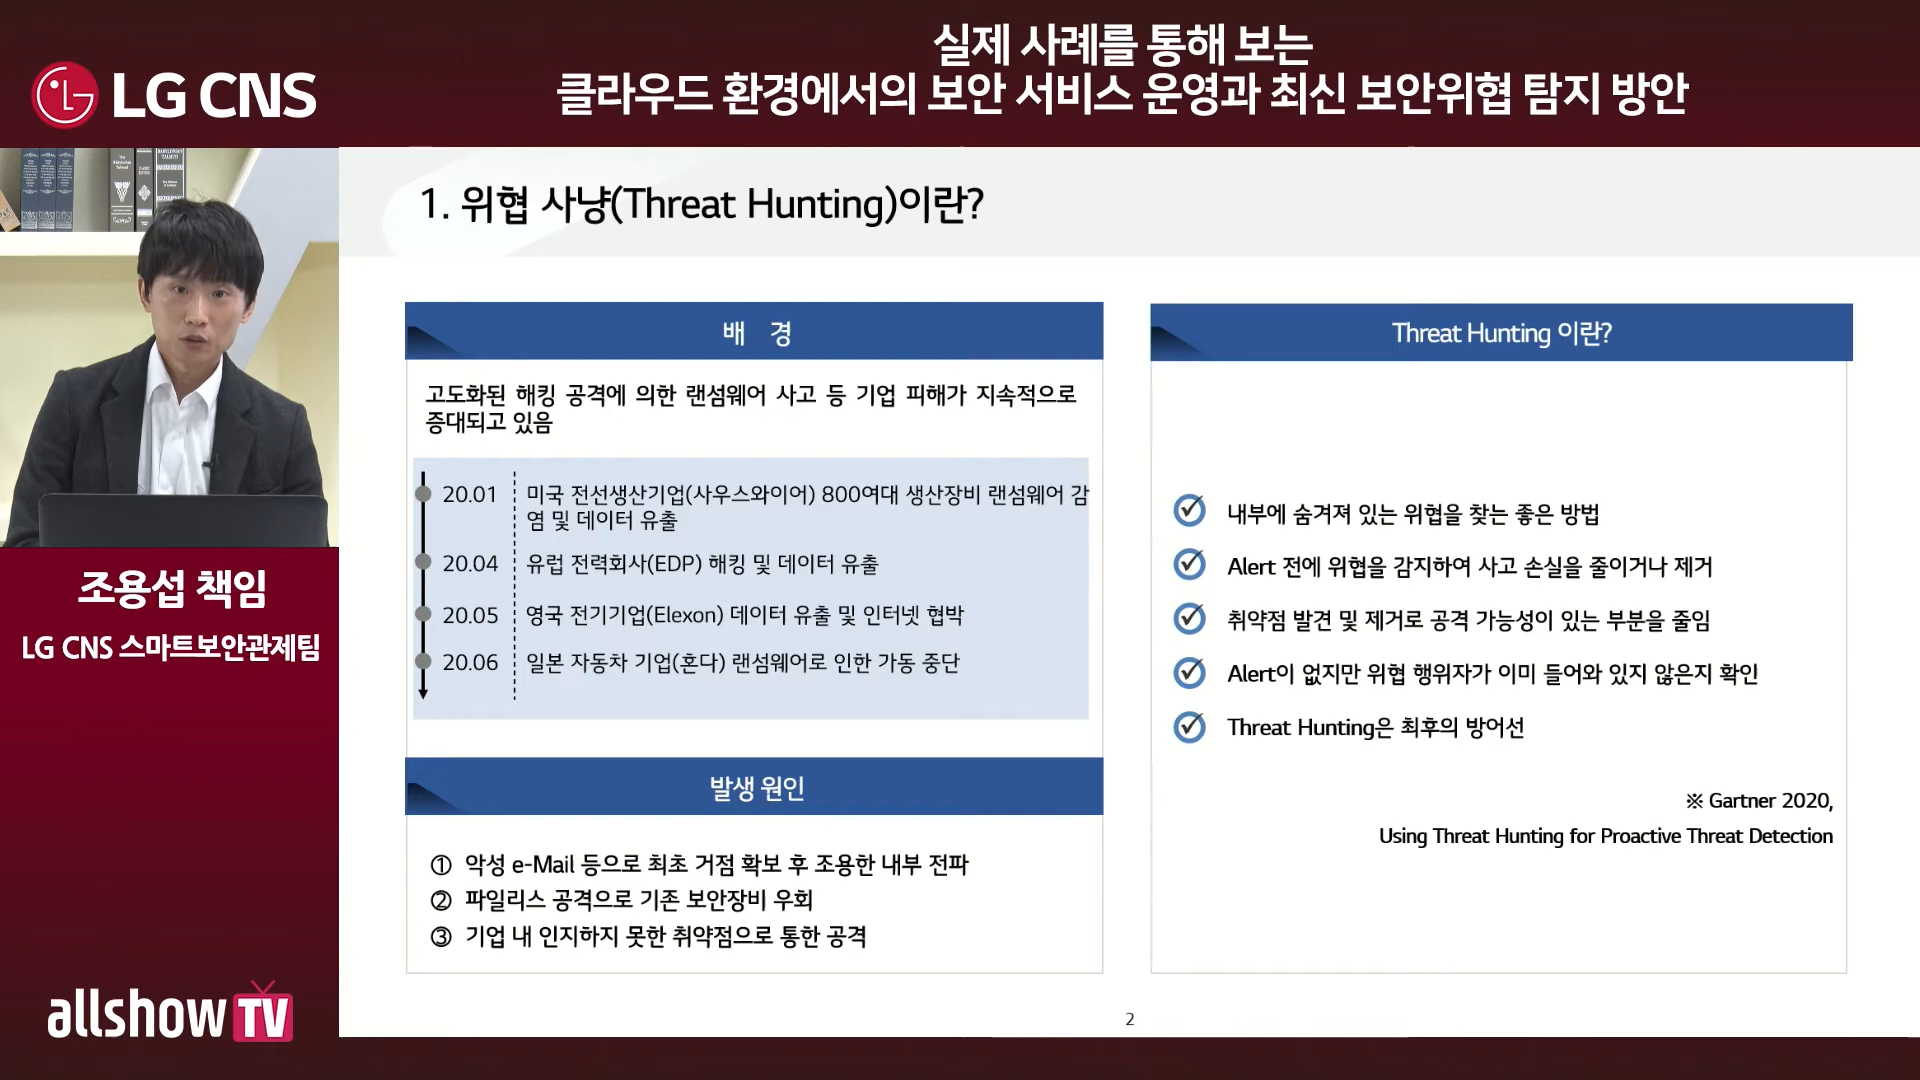 실제 사례를 통해 보는
클라우드 환경에서의 보안 서비스 운영과 최신 보안위협 탐지 방안
LG CNS
1. 위협 사냥(Threat Hunting)이란?
배 경
고도화된 해킹 공격에 의한 랜섬웨어 사고 등 기업 피해가 지속적으로
증대되고 있음
20.01 미국 전선생산기업(사우스와이어) 800여대 생산장비 랜섬웨어 감
염 및 데이터 유출
20.04 유럽 전력회사(EDP) 해킹 및 데이터 유출
20.05 영국 전기기업(Elexon) 데이터 유출 및 인터넷 협박
20.06 일본 자동차 기업(혼다) 랜섬웨어로 인한 가동 중단
발생 원인
① 악성 e-Mail 등으로 최초 거점 확보 후 조용한 내부 전파
② 파일리스 공격으로 기존 보안장비 우회
③ 기업 내 인지하지 못한 취약점으로 통한 공격
Threat Hunting 이란?
내부에 숨겨져 있는 위협을 찾는 좋은 방법
Alert 전에 위협을 감지하여 사고 손실을 줄이거나 제거
취약점 발견 및 제거로 공격 가능성이 있는 부분을 줄임
Alert이 없지만 위협 행위자가 이미 들어와 있지 않은지 확인
Threat Hunting은 최후의 방어선
※ Gartner 2020,
Using Threat Hunting for Proactive Threat Detection
2
조용섭 책임
LG CNS 스마트보안관제팀
allshow TV